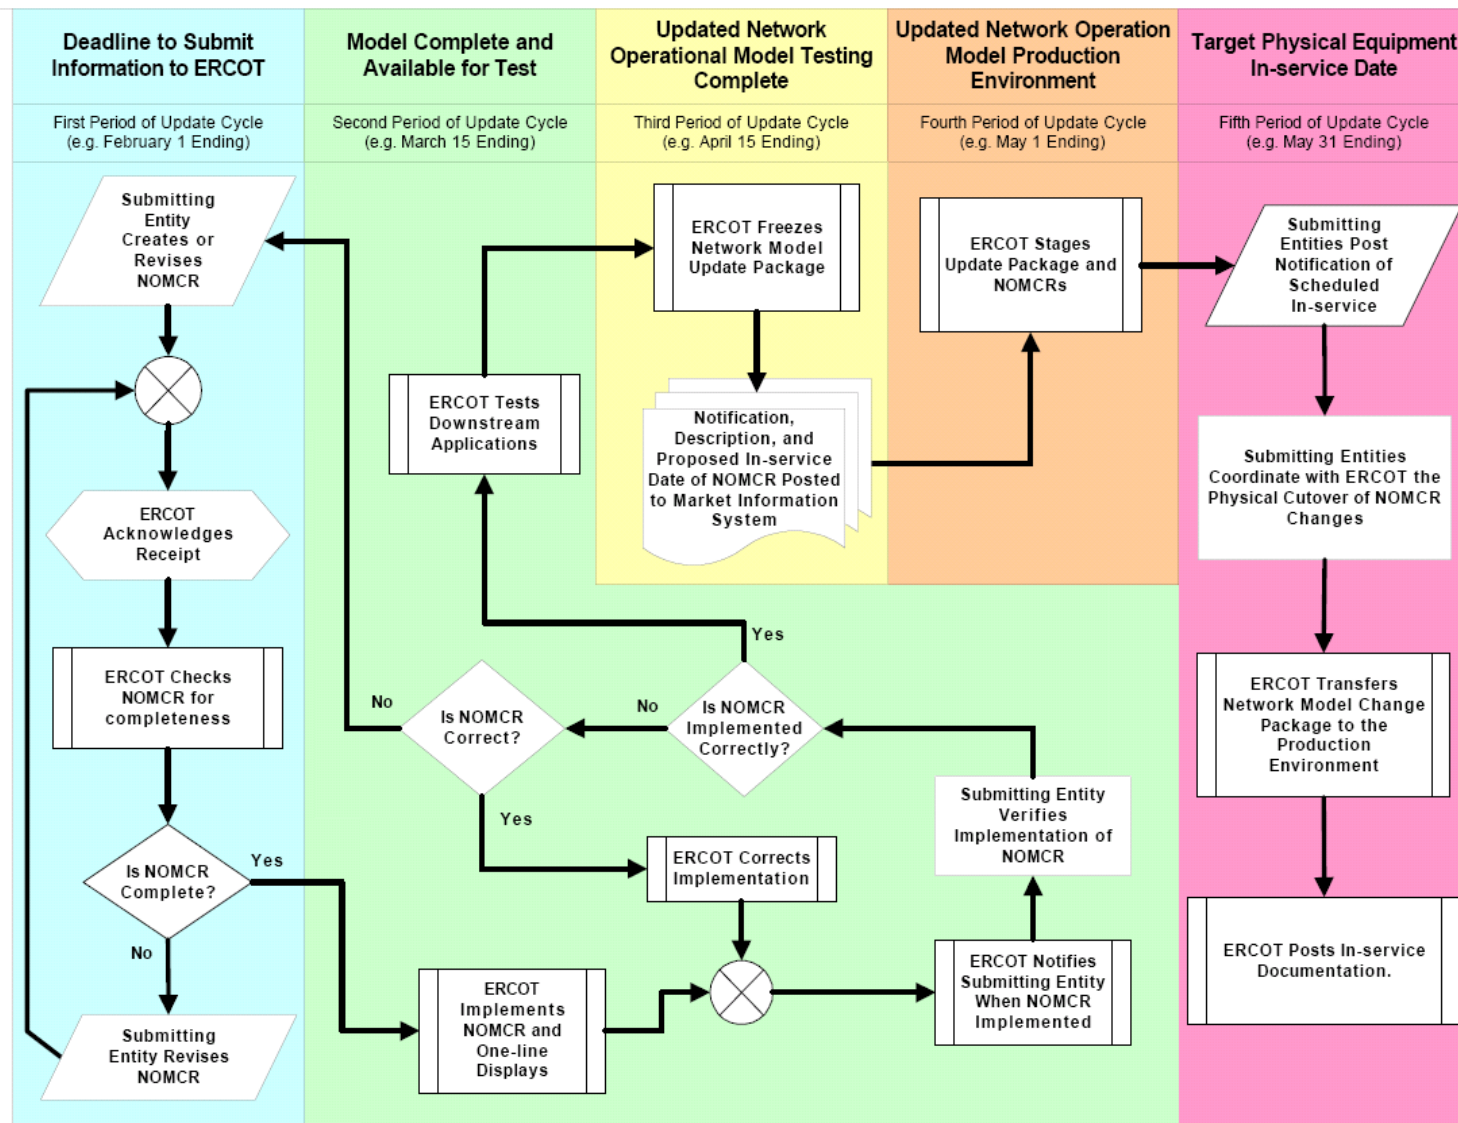 Deadline to Submit
Information to ERCOT
Model Complete and
Available for Test
Updated Network
Operational Model Testing
Complete
Updated Network Operation
Model Production
Environment
Target Physical Equipment
In-service Date
First Period of Update Cycle
(e.g. February 1 Ending)
Second Period of Update Cycle
(e.g. March 15 Ending)
Third Period of Update Cycle
(e.g. April 15 Ending)
Fourth Period of Update Cycle
(e.g. May 1 Ending)
Fifth Period of Update Cycle
(e.g. May 31 Ending)
Submitting
Entity
Creates or
Revises
NOMCR
ERCOT
Acknowledges
Receipt
ERCOT Checks
NOMCR for
completeness
Is NOMCR
Complete?
Yes
No
Submitting
Entity Revises
NOMCR
ERCOT Tests
Downstream
Applications
No
Is NOMCR
Correct?
Yes
No
Is NOMCR
Implemented
Correctly?
Yes
ERCOT Corrects
Implementation
ERCOT
Implements
NOMCR and
One-line
Displays
Submitting Entity
Verifies
Implementation of
NOMCR
ERCOT Notifies
Submitting Entity
When NOMCR
Implemented
ERCOT Freezes
Network Model
Update Package
Notification,
Description, and
Proposed In-service
Date of NOMCR Posted
to Market Information
System
ERCOT Stages
Update Package and
NOMCRs
Submitting
Entities Post
Notification of
Scheduled
In-service
Submitting Entities
Coordinate with ERCOT the
Physical Cutover of NOMCR
Changes
ERCOT Transfers
Network Model Change
Package to the
Production
Environment
ERCOT Posts In-service
Documentation.